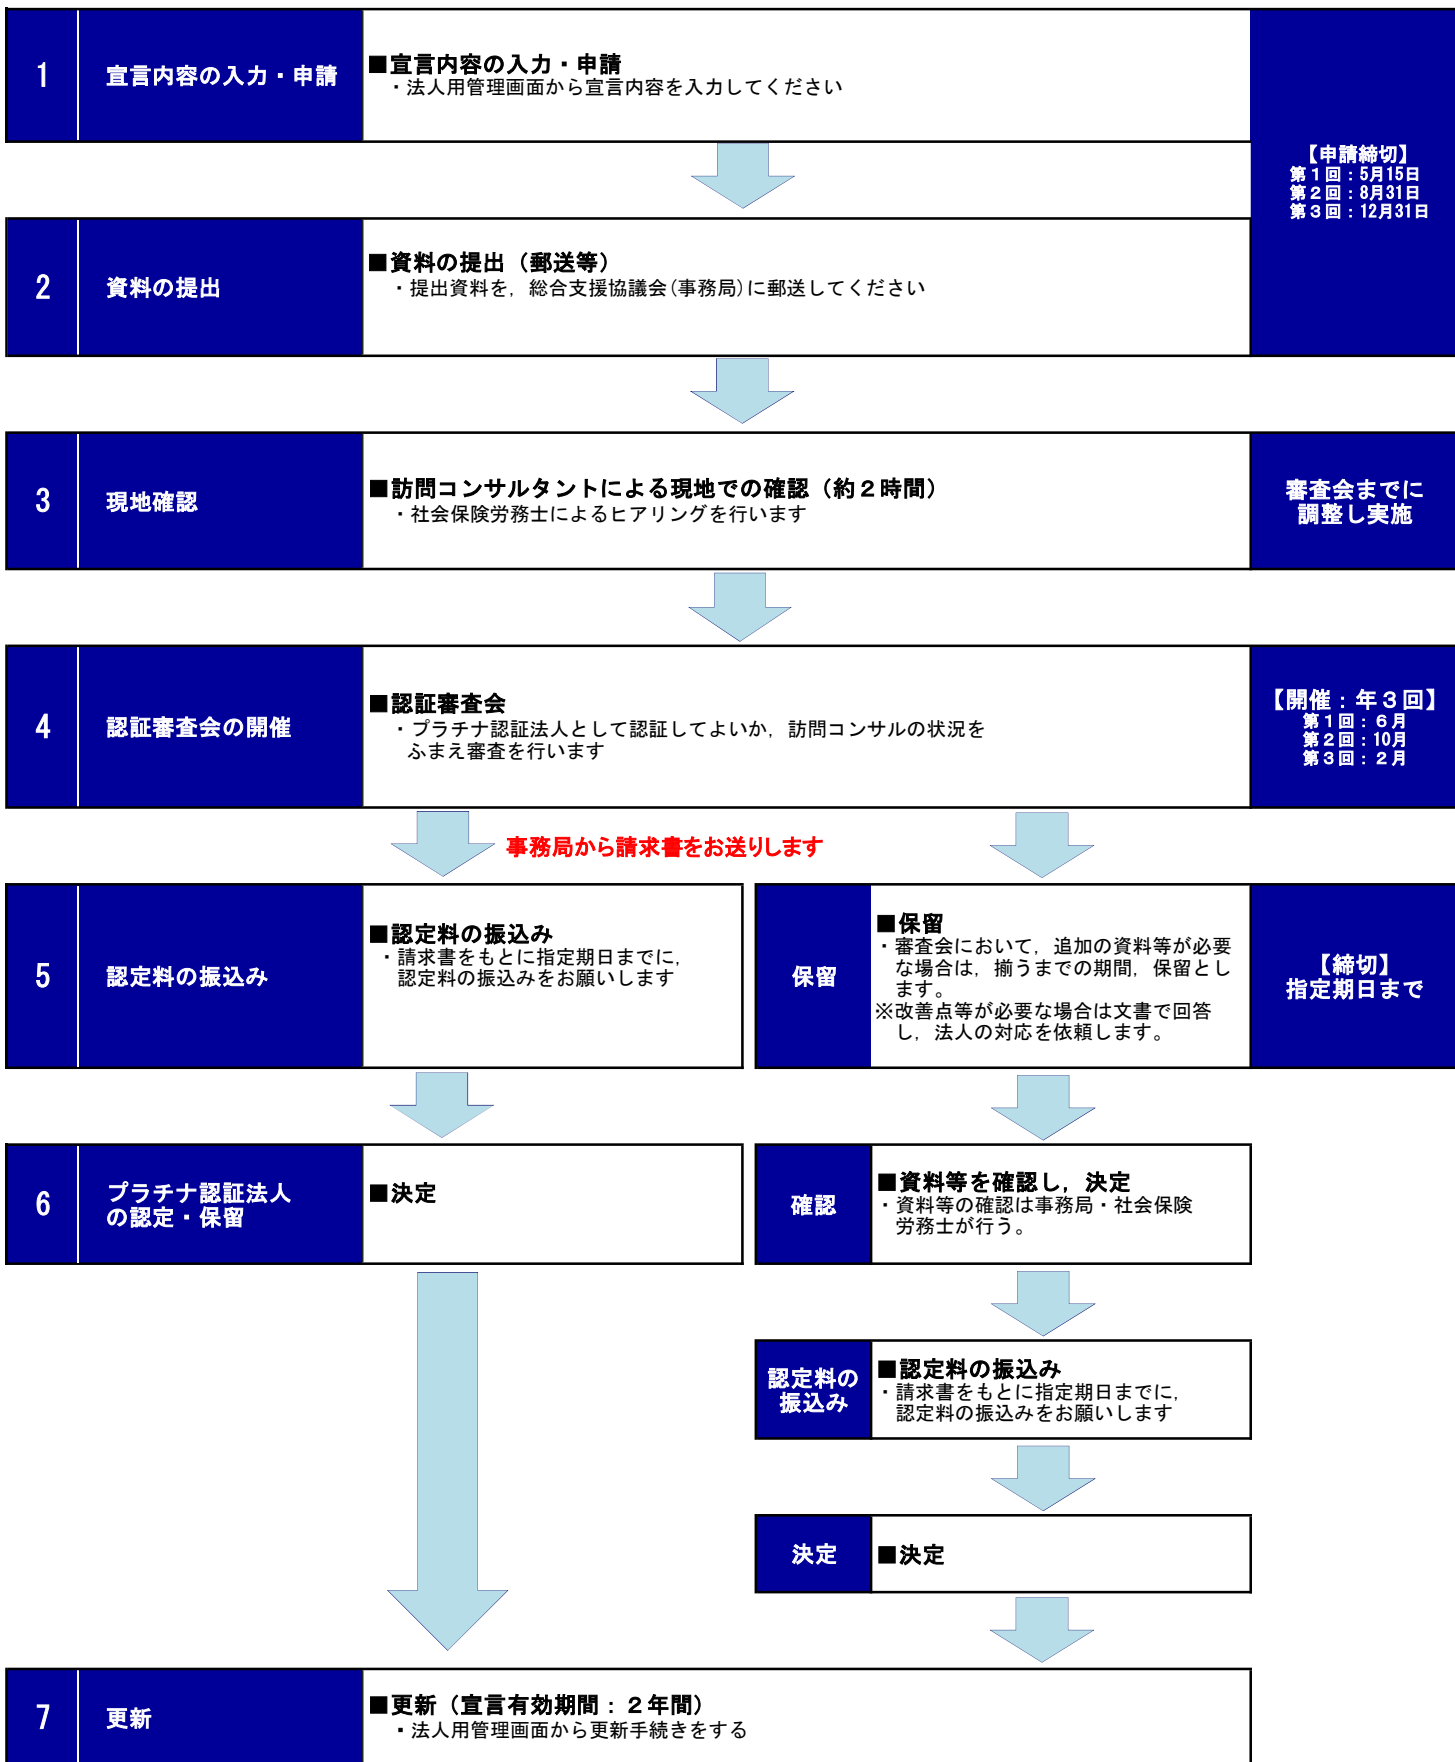 1
宣言内容の入力・申請
■宣言内容の入力・申請
・法人用管理画面から宣言内容を入力してください
【申請締切】
第１回：5月15日
第２回：8月31日
第３回：12月31日
2
資料の提出
■資料の提出（郵送等）
・提出資料を，総合支援協議会(事務局)に郵送してください
3
現地確認
■訪問コンサルタントによる現地での確認（約２時間）
・社会保険労務士によるヒアリングを行います
審査会までに
調整し実施
4
認証審査会の開催
■認証審査会
・プラチナ認証法人として認証してよいか，訪問コンサルの状況を
ふまえ審査を行います
【開催：年３回】
第１回：６月
第２回：10月
第３回：２月
事務局から請求書をお送りします
5
認定料の振込み
■認定料の振込み
・請求書をもとに指定期日までに，
認定料の振込みをお願いします
保留
■保留
・審査会において，追加の資料等が必要
な場合は，揃うまでの期間，保留とし
ます。
※改善点等が必要な場合は文書で回答
し，法人の対応を依頼します。
【締切】
指定期日まで
6
プラチナ認証法人
の認定・保留
■決定
確認
■資料等を確認し，決定
・資料等の確認は事務局・社会保険
労務士が行う。
認定料の
振込み
■認定料の振込み
・請求書をもとに指定期日までに，
認定料の振込みをお願いします
決定
■決定
7
更新
■更新（宣言有効期間：２年間）
・法人用管理画面から更新手続きをする